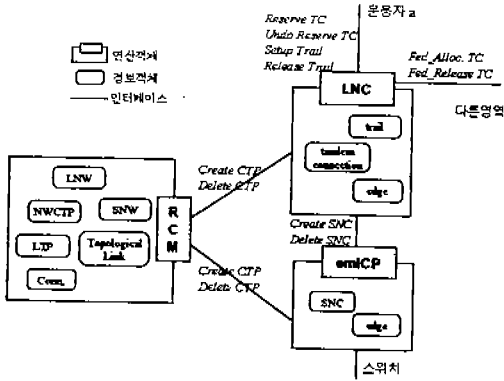 Reserve TC
Undo Reserve TC
Setup Trail
Release Trail
운용자 a
Fed_Alloc. TC
Fed_Release TC
다른영역
연산객체
정보객체
인터페이스
LNC
trail
tandem
connection
edge
LNW
NWCTP
SNW
LTP
Topological
Link
Conn.
R
C
M
Create CTP
Delete CTP
Create SNC
Delete SNC
Create CTP
Delete CTP
emlCP
SNC
edge
스위치